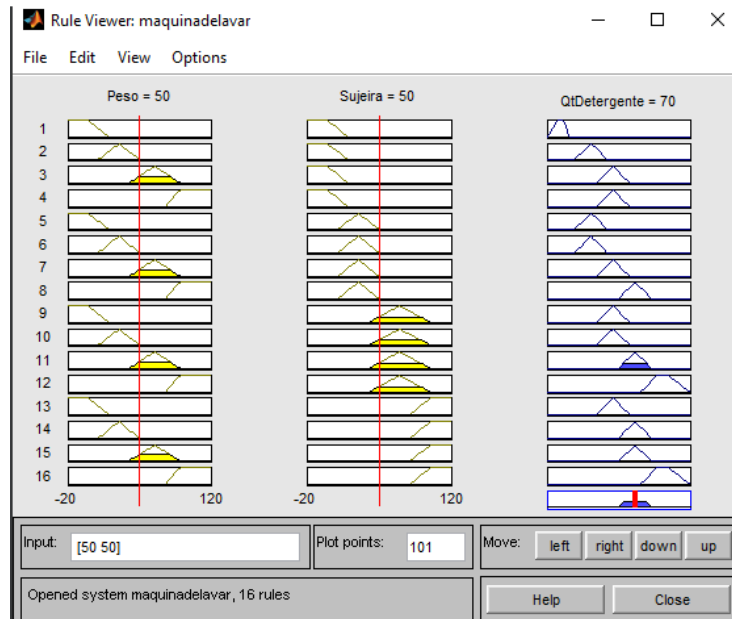 Rule Viewer: maquinadelavar
File Edit View Options
Peso = 50 Sujeira = 50 QtDetergente = 70
1
2
3
4
5
6
7
8
9
10
11
12
13
14
15
16
-20 120 -20 120
Input: [50 50] Plot points: 101 Move: left right down up
Opened system maquinadelavar, 16 rules Help Close